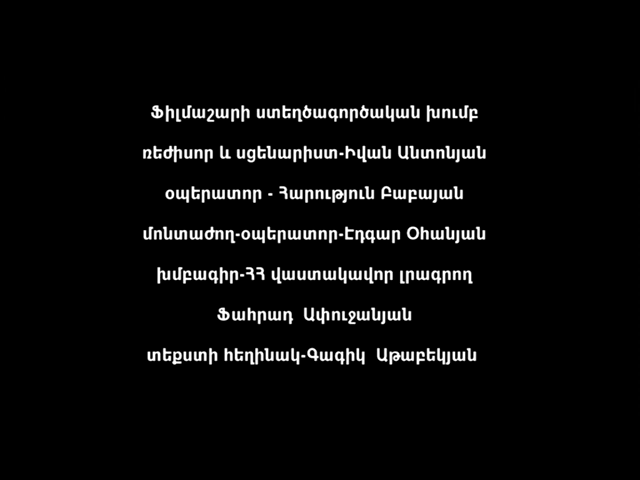 Ֆիլմաշարի ստեղծագործական խումբ
ռեժիսոր և սցենարիստ-Իվան Անտոնյան
օպերատոր - Հարություն Բաբայան
մոնտաժող-օպերատոր-Էդգար Օհանյան
խմբագիր-ՀՀ վաստակավոր լրագրող
Ֆահրադ Ափուջանյան
տեքստի հեղինակ-Գագիկ Աթաբեկյան